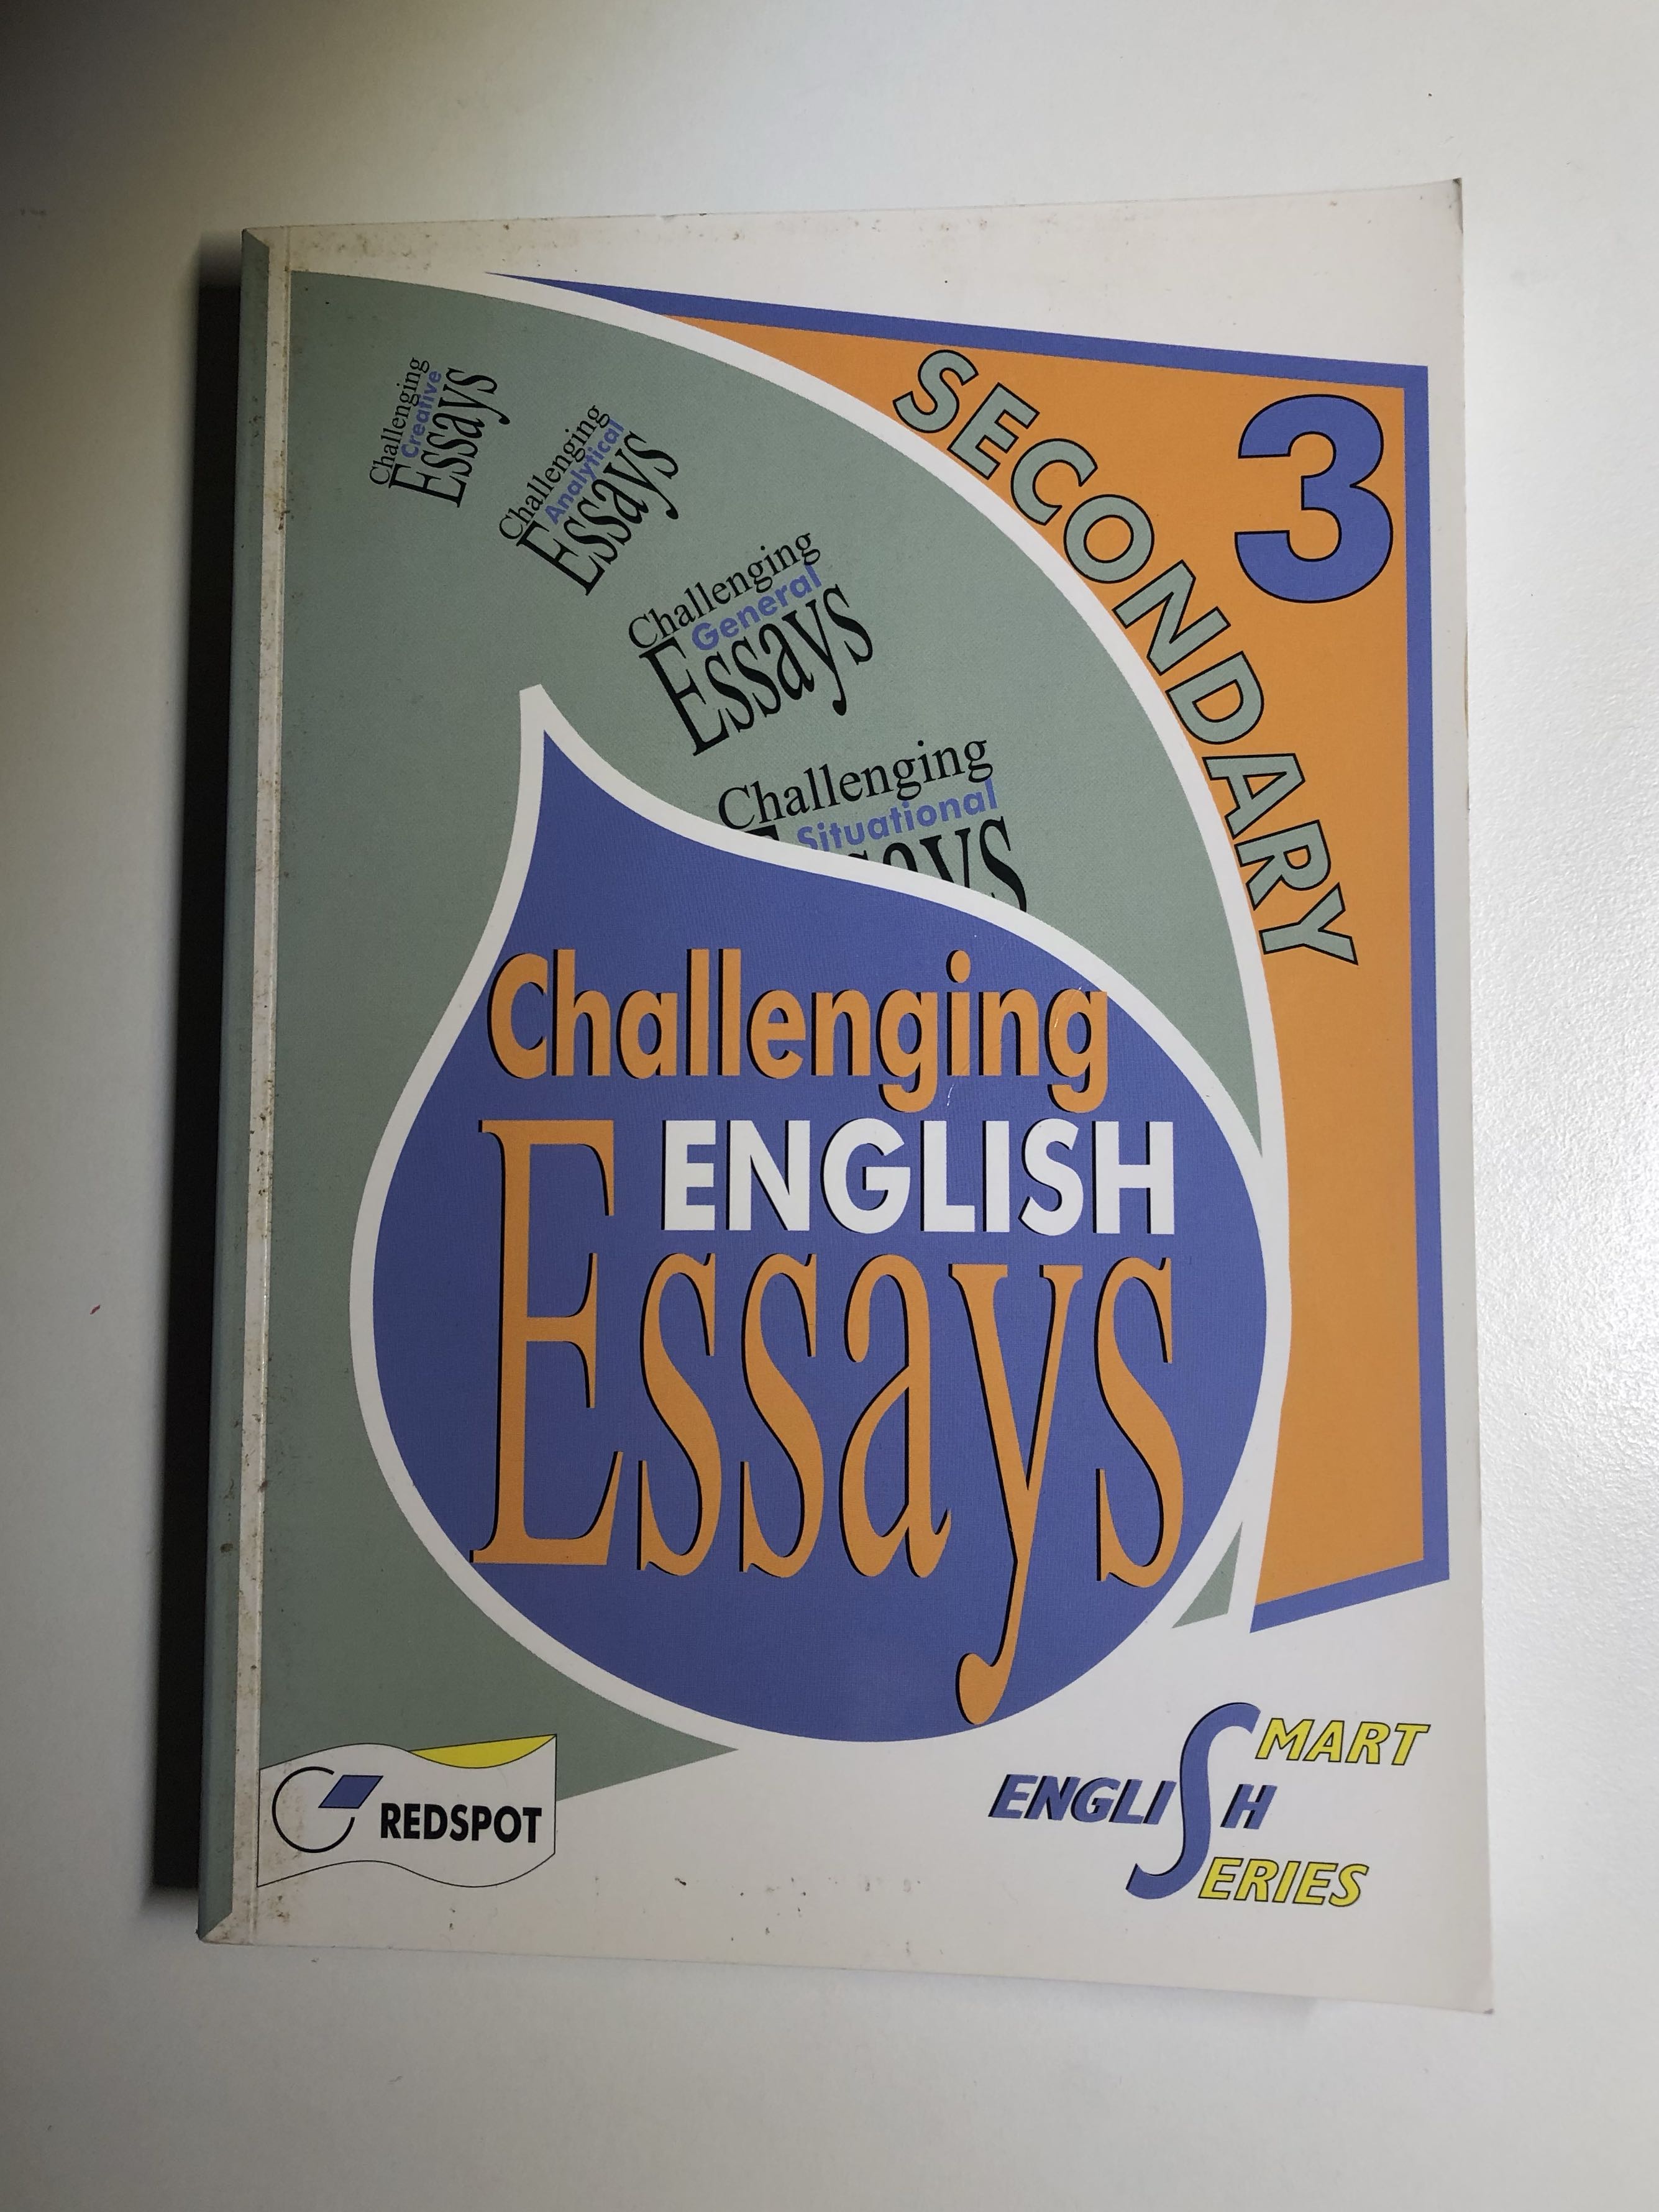 SECONDARY
3
Challenging
Creative
Essays
Challenging
Analytical
Essays
Challenging
General
Essays
Challenging
Situational
Essays
Challenging
ENGLISH
Essays
REDSPOT
SMART
ENGLISH
SERIES